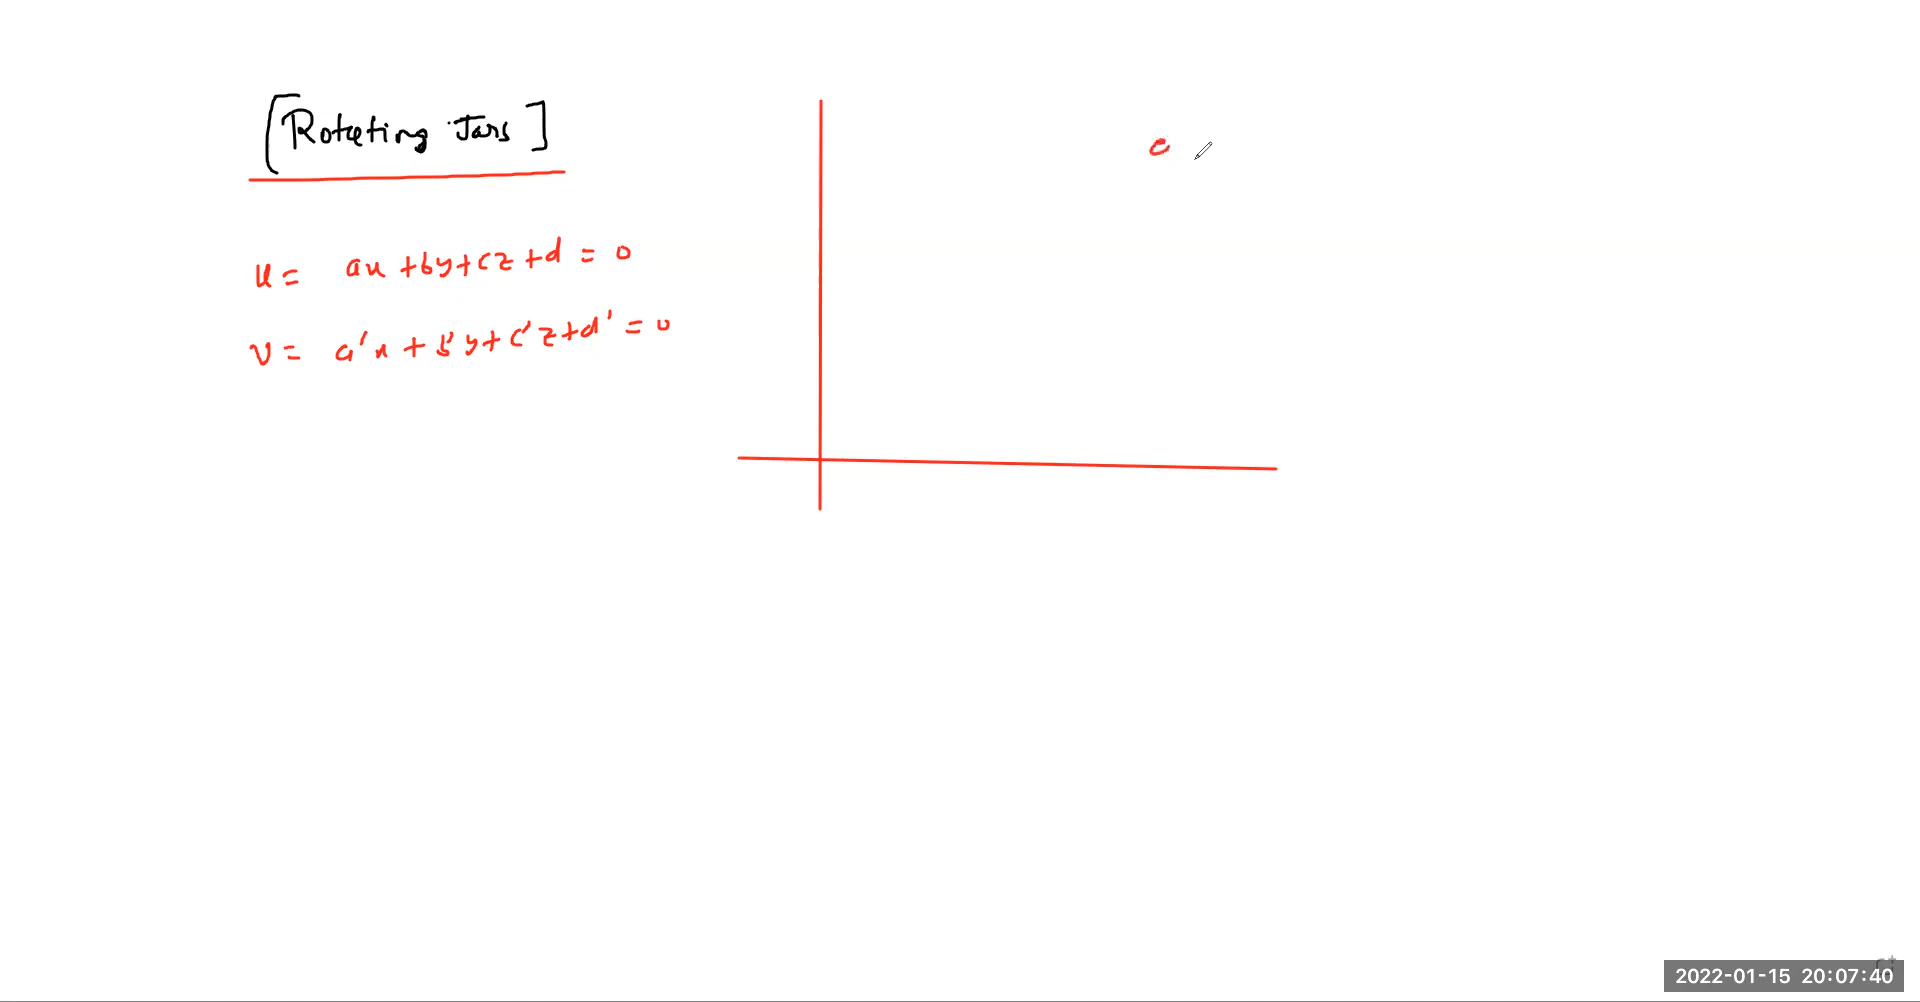 [Rotating Jars]
u = ax + by + cz + d = 0
v = a'x + b'y + c'z + d' = 0
e
2022-01-15 20:07:40